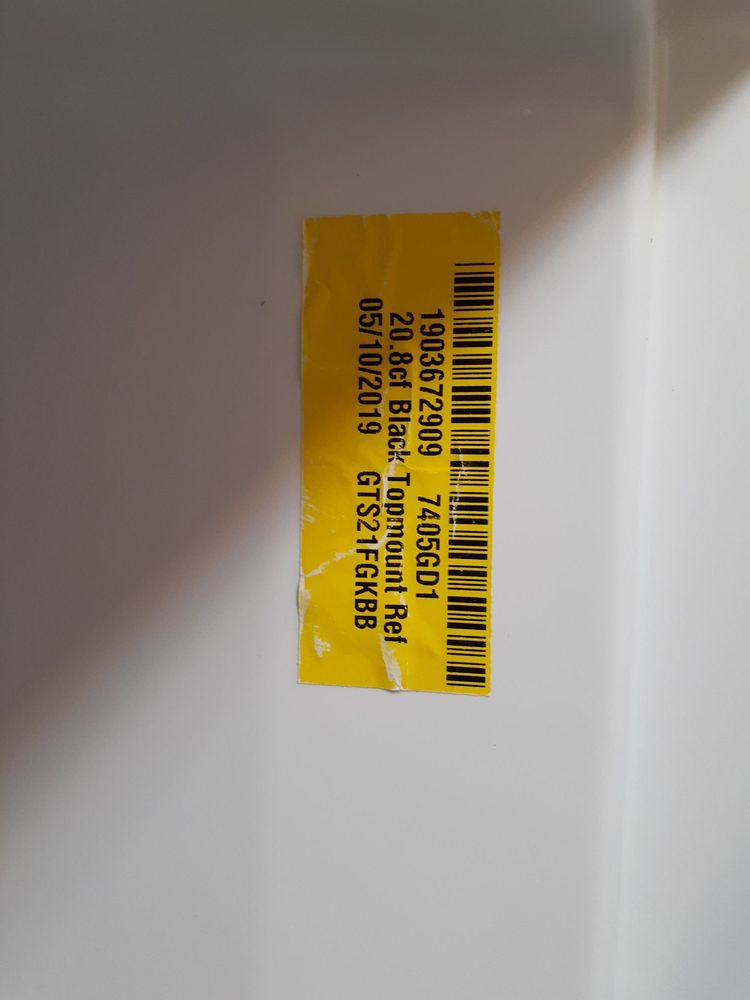 1903672909 7405GD1
20.8cf Black Topmount Ref
05/10/2019 GTS21FGKBB